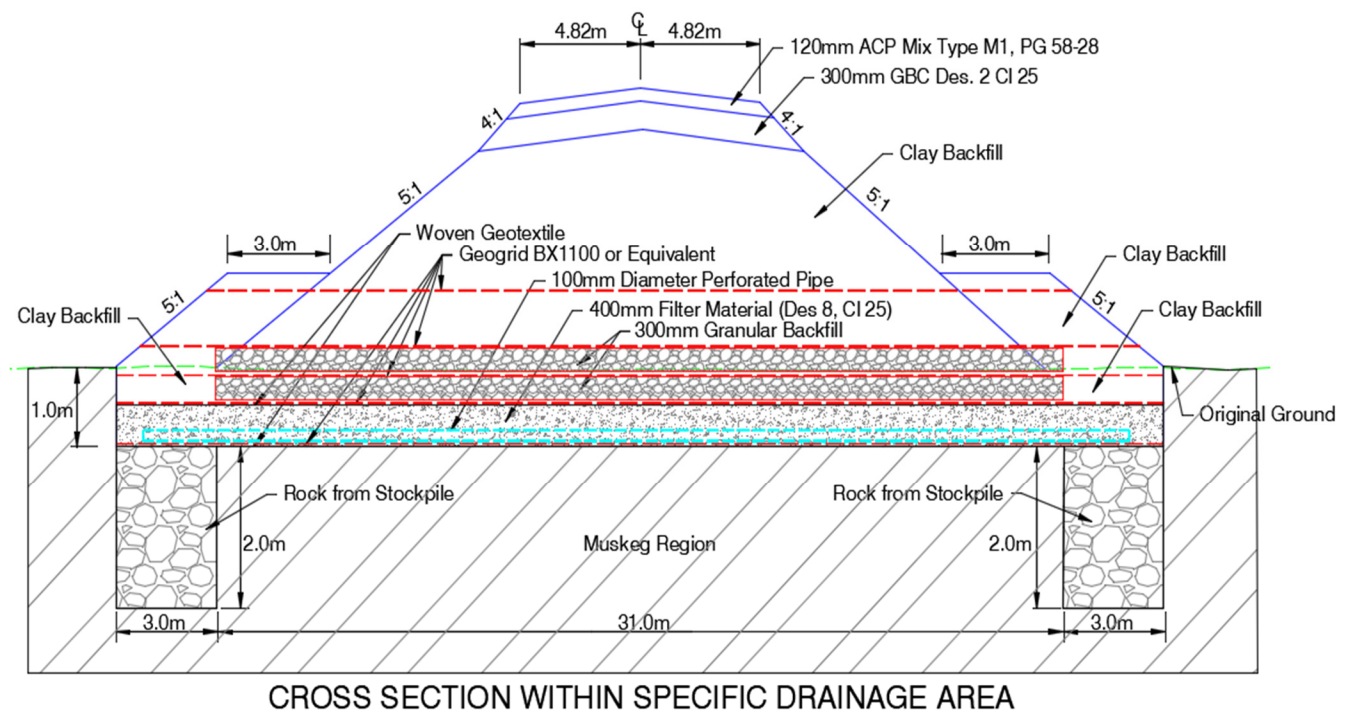 ℄
4.82m 4.82m
120mm ACP Mix Type M1, PG 58-28
300mm GBC Des. 2 Cl 25
4:1 4:1
Clay Backfill
5:1 5:1
Woven Geotextile
3.0m 3.0m
Geogrid BX1100 or Equivalent
Clay Backfill
100mm Diameter Perforated Pipe
5:1 5:1
400mm Filter Material (Des 8, Cl 25)
Clay Backfill Clay Backfill
300mm Granular Backfill
1.0m
Original Ground
Rock from Stockpile Rock from Stockpile
2.0m Muskeg Region 2.0m
3.0m 31.0m 3.0m
CROSS SECTION WITHIN SPECIFIC DRAINAGE AREA